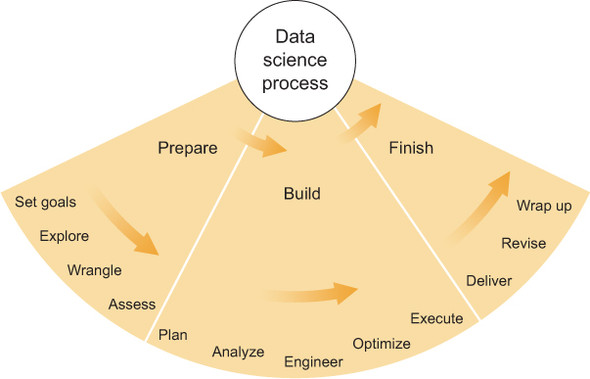 Data
science
process
Prepare
Build
Finish
Set goals
Explore
Wrangle
Assess
Plan
Analyze
Engineer
Optimize
Execute
Deliver
Revise
Wrap up